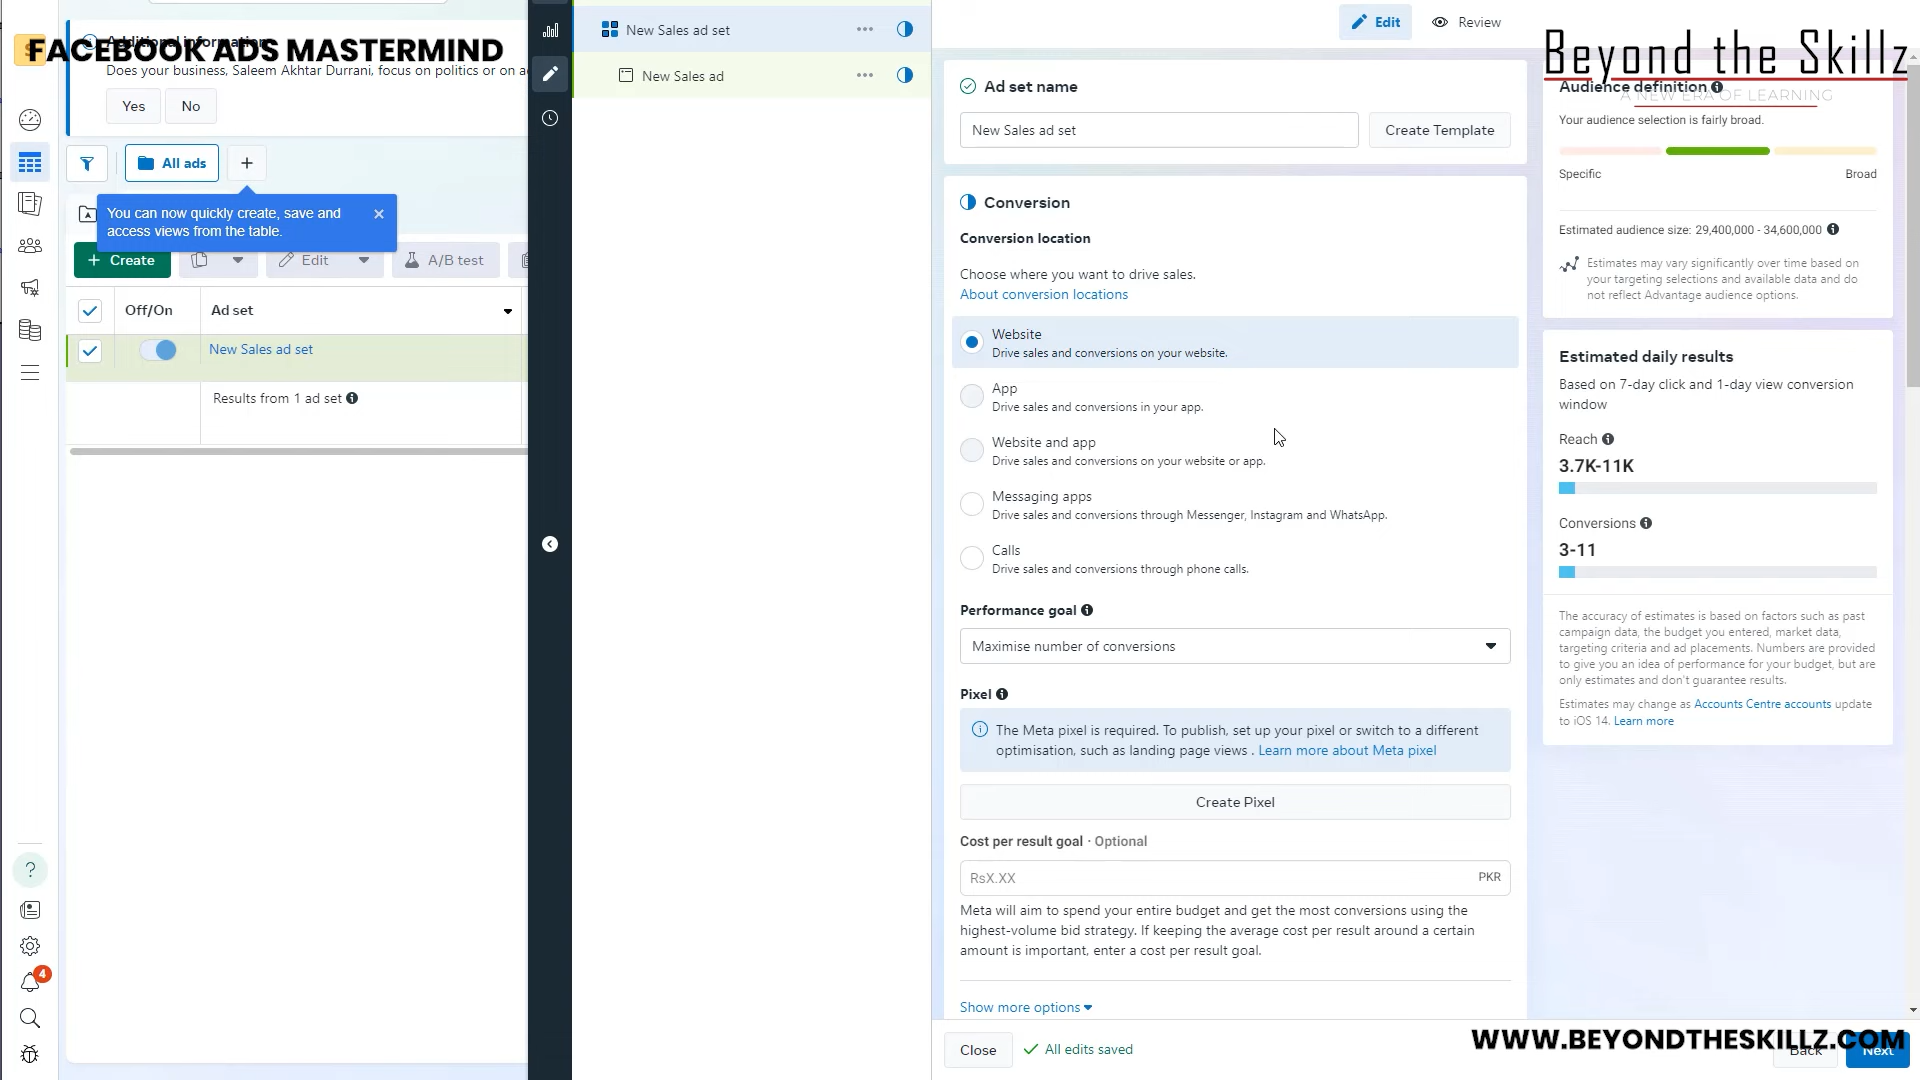 FACEBOOK ADS MASTERMIND
Additional information
Does your business, Saleem Akhtar Durrani, focus on politics or on a
Yes
No
All ads
You can now quickly create, save and
access views from the table.
Create
Edit
A/B test
Off/On
Ad set
New Sales ad set
Results from 1 ad set
4
New Sales ad set
New Sales ad
Edit
Review
Ad set name
New Sales ad set
Create Template
Conversion
Conversion location
Choose where you want to drive sales.
About conversion locations
Website
Drive sales and conversions on your website.
App
Drive sales and conversions in your app.
Website and app
Drive sales and conversions on your website or app.
Messaging apps
Drive sales and conversions through Messenger, Instagram and WhatsApp.
Calls
Drive sales and conversions through phone calls.
Performance goal
Maximise number of conversions
Pixel
The Meta pixel is required. To publish, set up your pixel or switch to a different
optimisation, such as landing page views . Learn more about Meta pixel
Create Pixel
Cost per result goal · Optional
RsX.XX
PKR
Meta will aim to spend your entire budget and get the most conversions using the
highest-volume bid strategy. If keeping the average cost per result around a certain
amount is important, enter a cost per result goal.
Show more options
Close
All edits saved
Back
Next
Beyond the Skillz
A NEW ERA OF LEARNING
Audience definition
Your audience selection is fairly broad.
Specific
Broad
Estimated audience size: 29,400,000 - 34,600,000
Estimates may vary significantly over time based on
your targeting selections and available data and do
not reflect Advantage audience options.
Estimated daily results
Based on 7-day click and 1-day view conversion
window
Reach
3.7K-11K
Conversions
3-11
The accuracy of estimates is based on factors such as past
campaign data, the budget you entered, market data,
targeting criteria and ad placements. Numbers are provided
to give you an idea of performance for your budget, but are
only estimates and don't guarantee results.
Estimates may change as Accounts Centre accounts update
to iOS 14. Learn more
WWW.BEYONDTHESKILLZ.COM